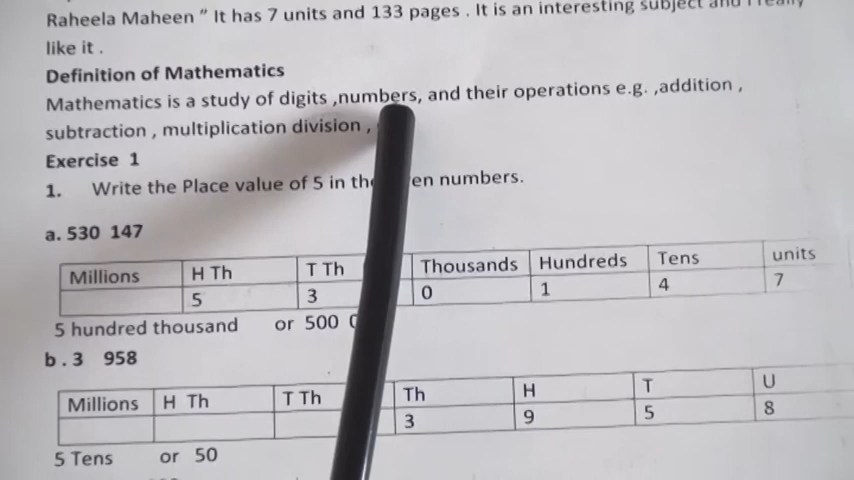 Raheela Maheen " It has 7 units and 133 pages . It is an interesting subject and I really
like it .
Definition of Mathematics
Mathematics is a study of digits ,numbers, and their operations e.g. ,addition ,
subtraction , multiplication division ,
Exercise 1
1. Write the Place value of 5 in en numbers.
a. 530 147
Millions H Th T Th Thousands Hundreds Tens units
5 3 0 1 4 7
5 hundred thousand or 500
b . 3 958
Millions H Th T Th Th H T U
3 9 5 8
5 Tens or 50